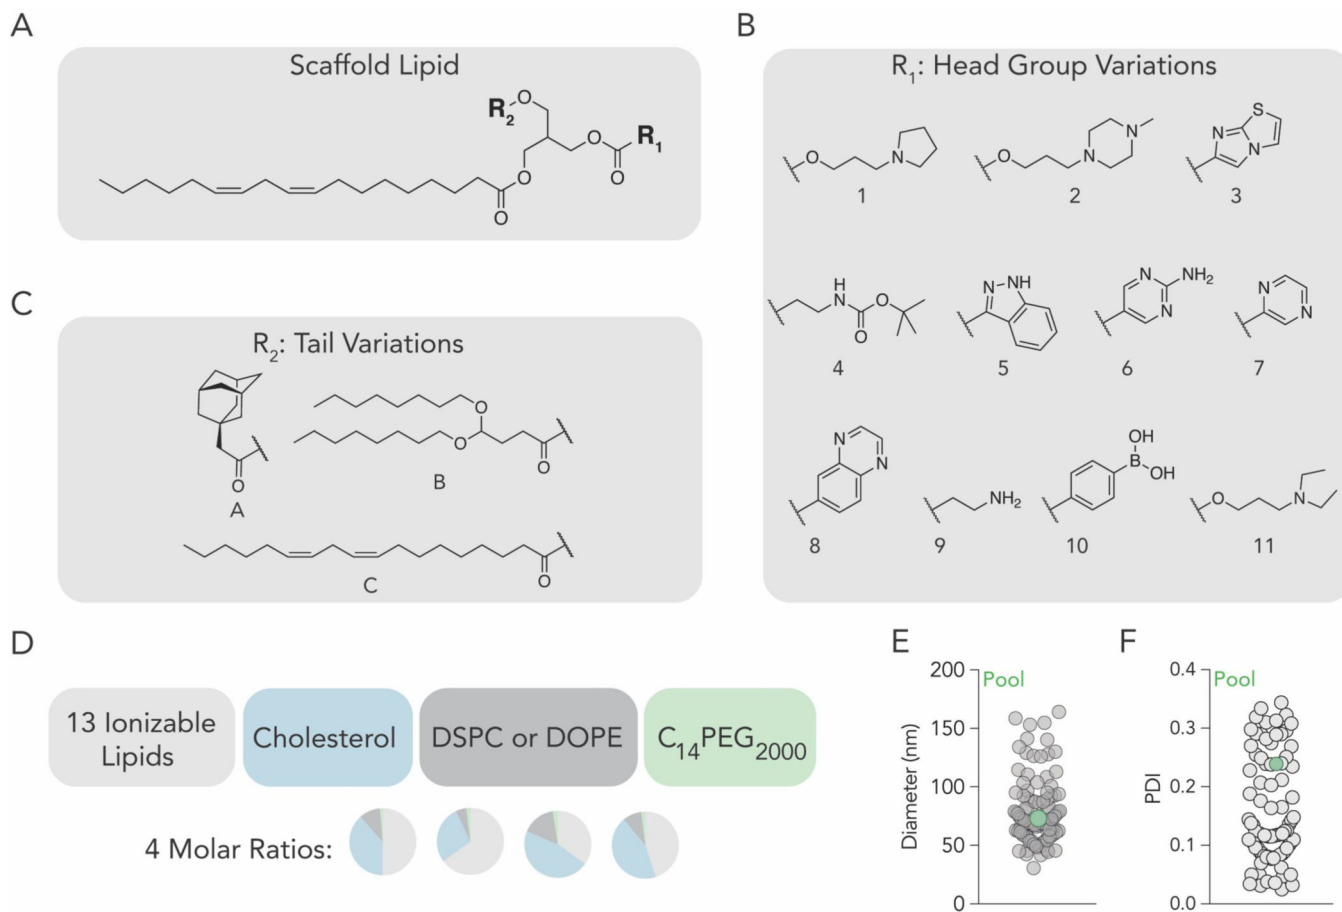 A
Scaffold Lipid
R2
O
O
R1
O
O
O
B
R1: Head Group Variations
O
N
1
O
N
N
2
N
S
N
3
H
N
O
O
4
N
NH
5
N
NH2
N
6
N
N
7
N
N
8
NH2
9
OH
B
OH
10
O
N
11
C
R2: Tail Variations
O
A
O
O
O
B
O
C
D
13 Ionizable
Lipids
Cholesterol
DSPC or DOPE
C14PEG2000
4 Molar Ratios:
E
Pool
Diameter (nm)
200
150
100
50
0
F
Pool
PDI
0.4
0.3
0.2
0.1
0.0